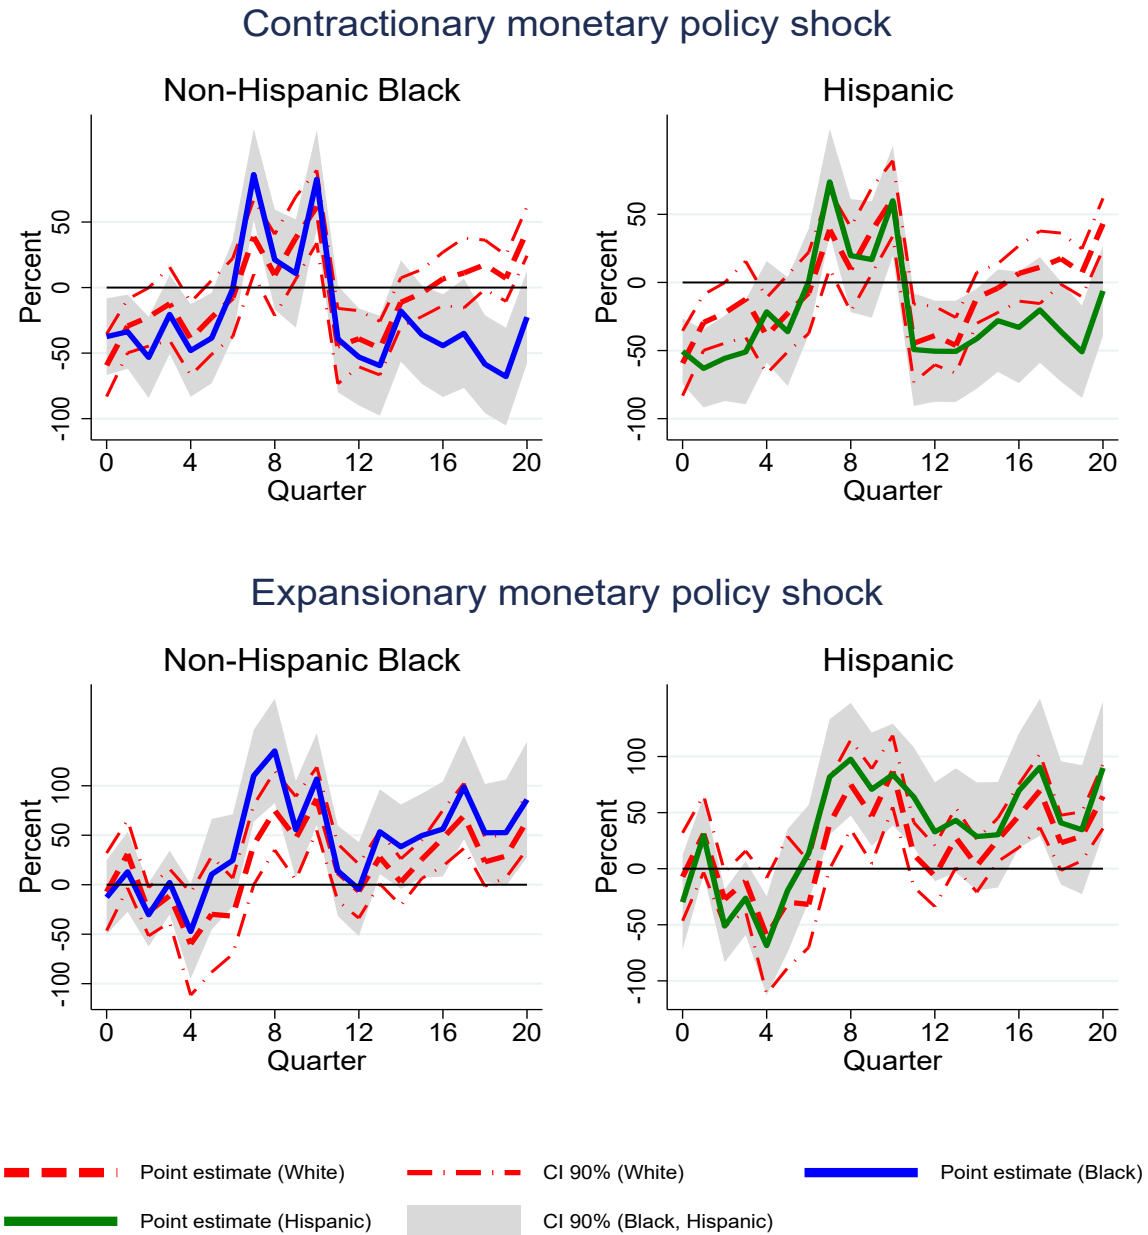 Contractionary monetary policy shock
Non-Hispanic Black
Hispanic
Percent
50
0
-50
-100
0 4 8 12 16 20
Quarter
Percent
50
0
-50
-100
0 4 8 12 16 20
Quarter
Expansionary monetary policy shock
Non-Hispanic Black
Hispanic
Percent
100
50
0
-50
-100
0 4 8 12 16 20
Quarter
Percent
100
50
0
-50
-100
0 4 8 12 16 20
Quarter
Point estimate (White)
CI 90% (White)
Point estimate (Black)
Point estimate (Hispanic)
CI 90% (Black, Hispanic)